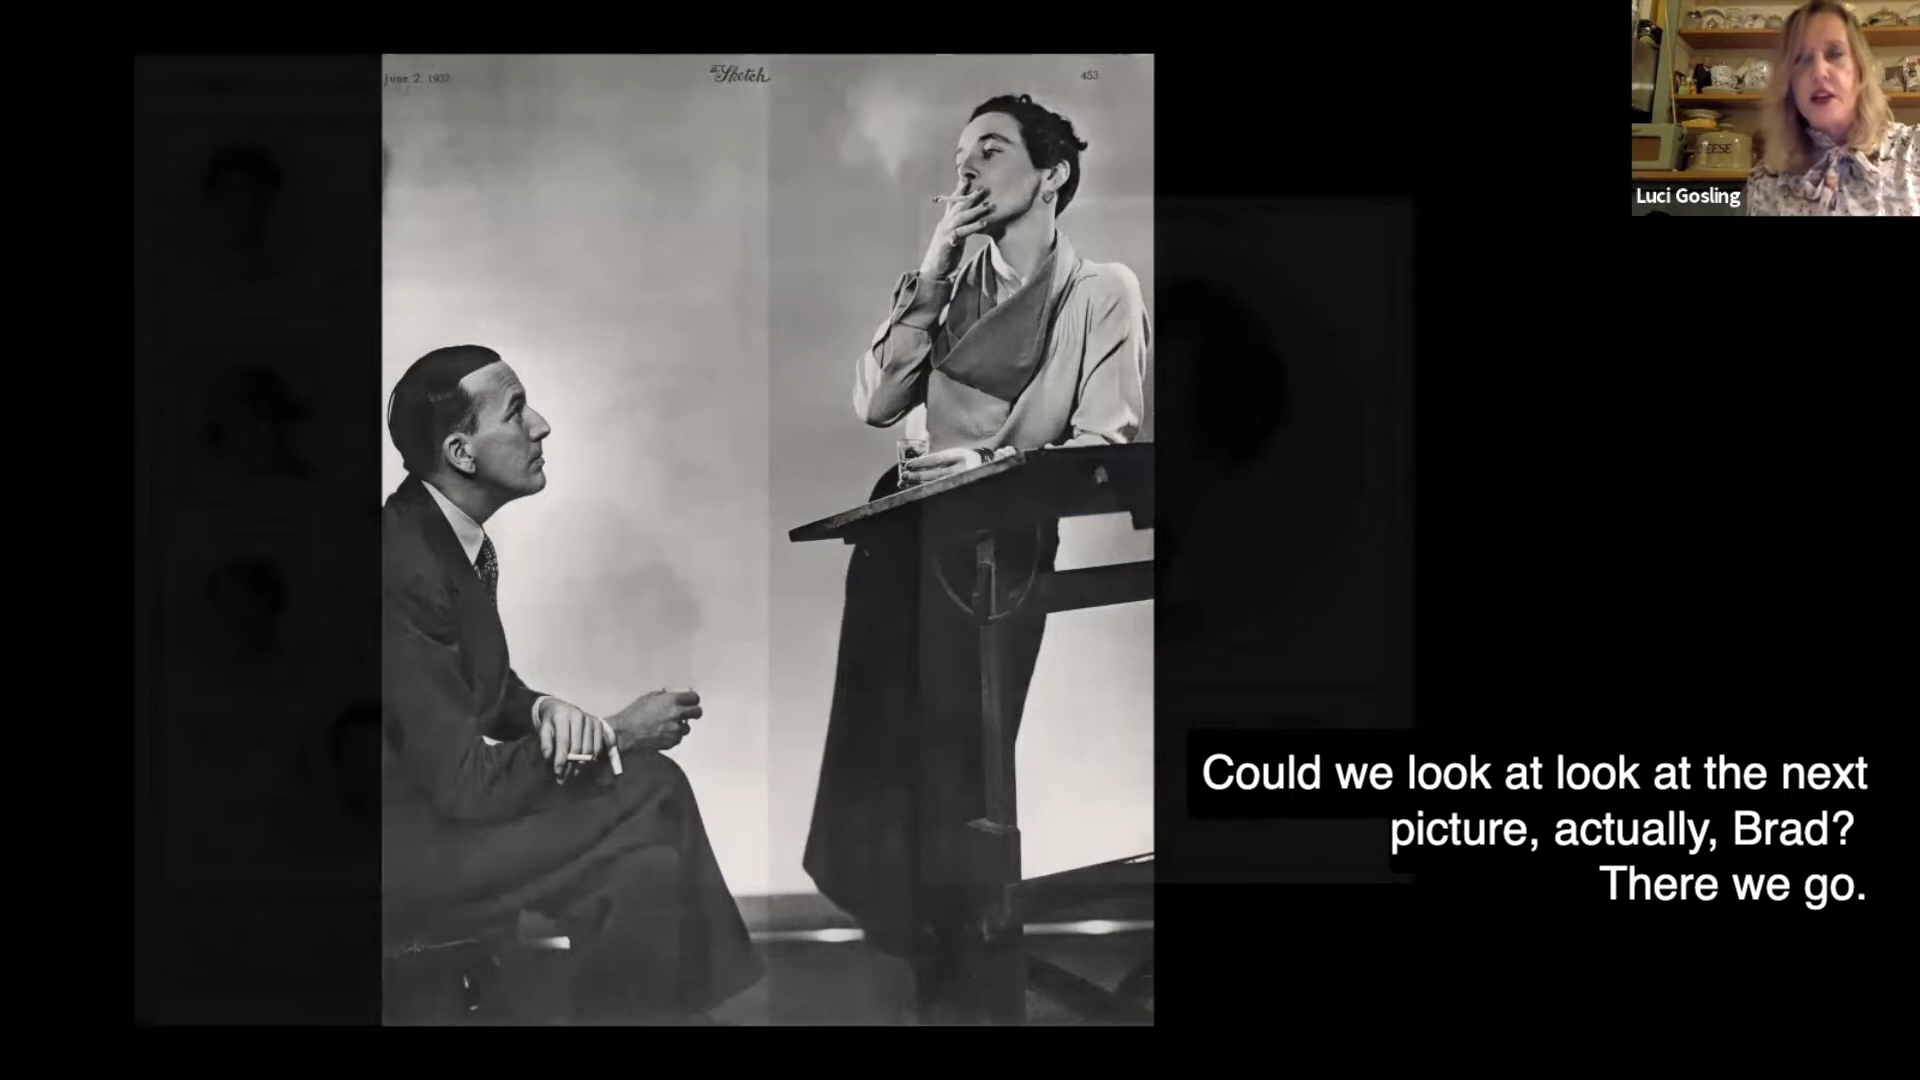 June 2, 1937
The Sketch
453
CHEESE
Luci Gosling
Could we look at look at the next
picture, actually, Brad?
There we go.